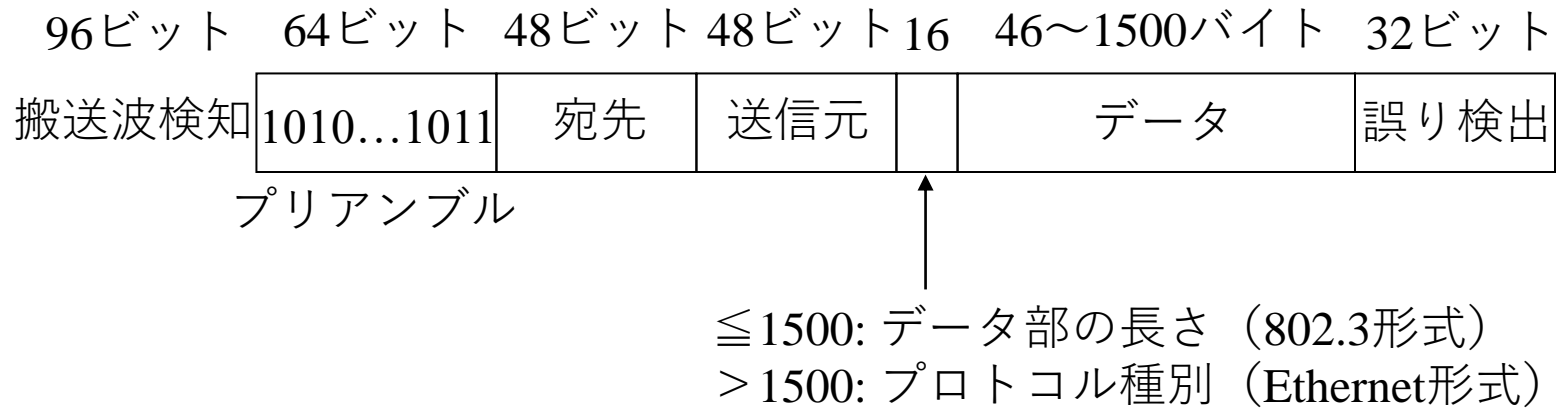 96ビット 64ビット 48ビット 48ビット 16 46～1500バイト 32ビット
搬送波検知 1010…1011 宛先 送信元 データ 誤り検出
プリアンブル
≦1500: データ部の長さ（802.3形式）
＞1500: プロトコル種別（Ethernet形式）